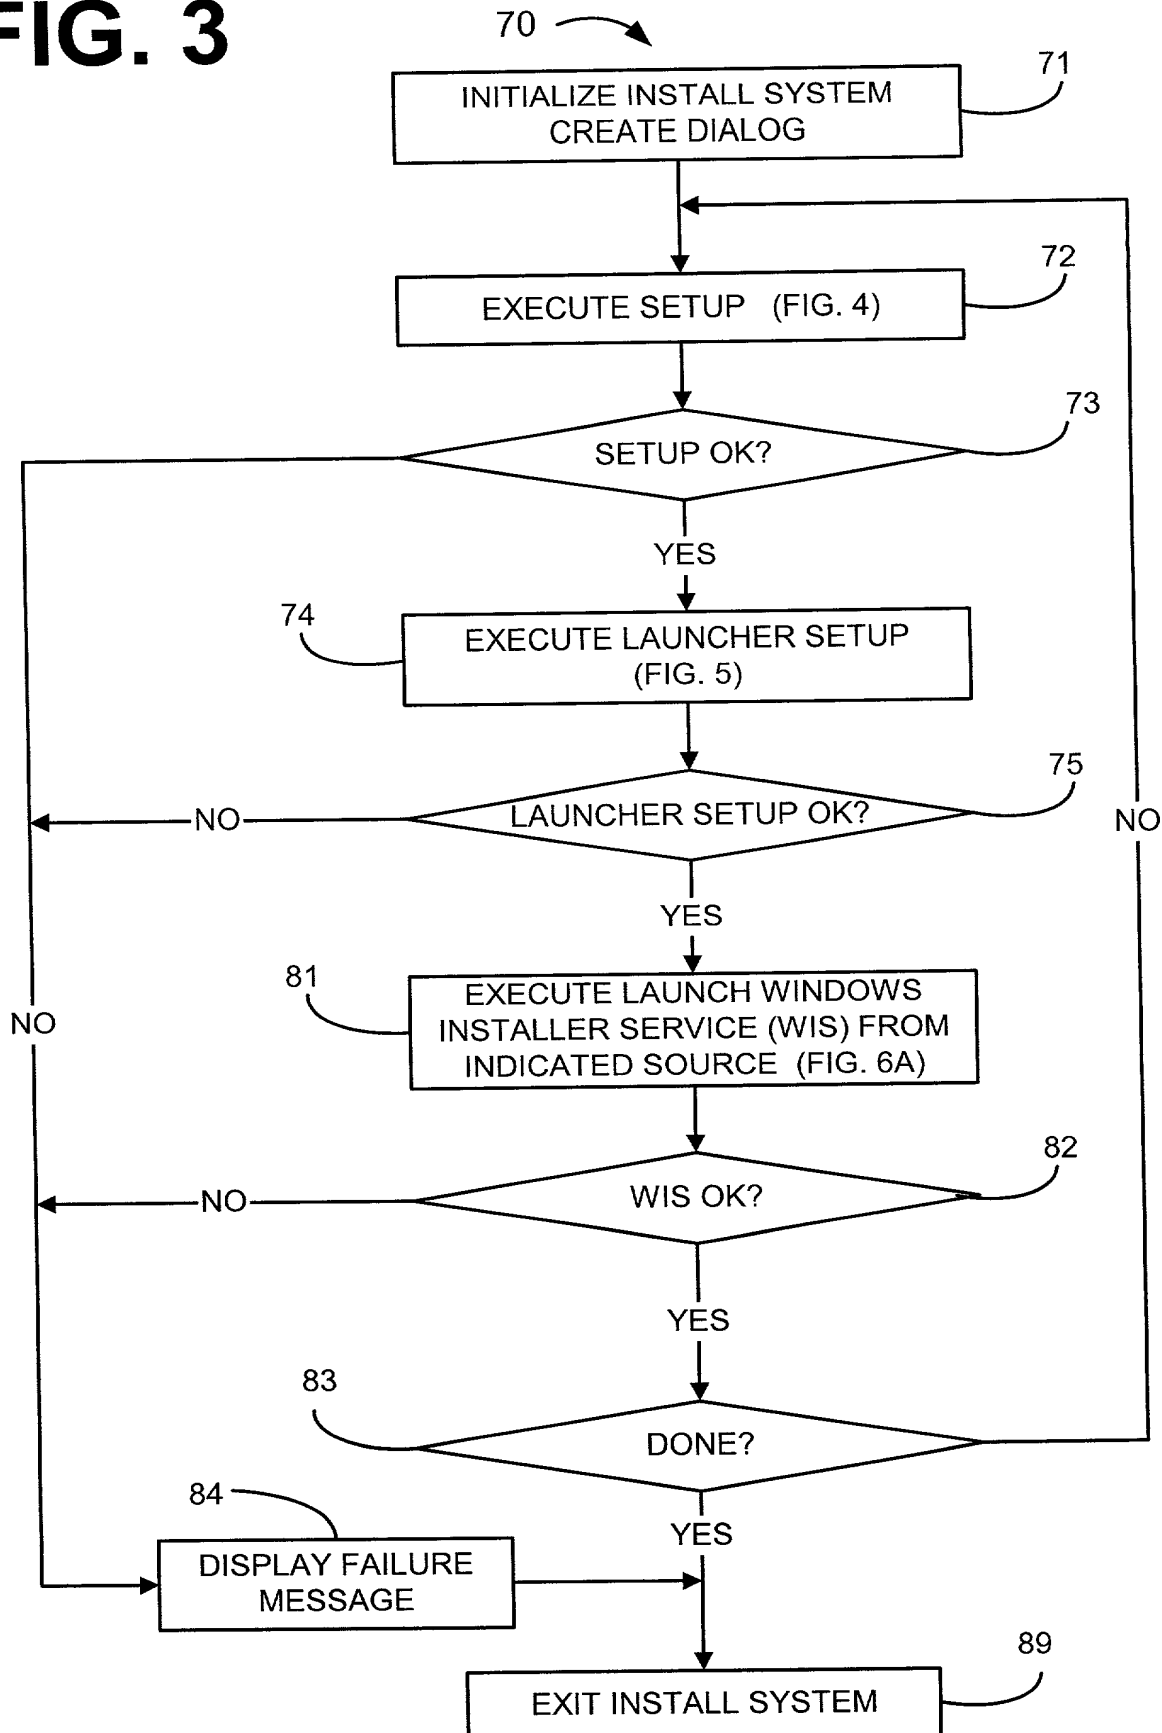 FIG. 3
70
71
INITIALIZE INSTALL SYSTEM
CREATE DIALOG
72
EXECUTE SETUP (FIG. 4)
73
SETUP OK?
YES
74
EXECUTE LAUNCHER SETUP
(FIG. 5)
75
LAUNCHER SETUP OK?
NO
NO
YES
81
EXECUTE LAUNCH WINDOWS
INSTALLER SERVICE (WIS) FROM
INDICATED SOURCE (FIG. 6A)
NO
82
WIS OK?
NO
YES
83
DONE?
84
YES
DISPLAY FAILURE
MESSAGE
89
EXIT INSTALL SYSTEM